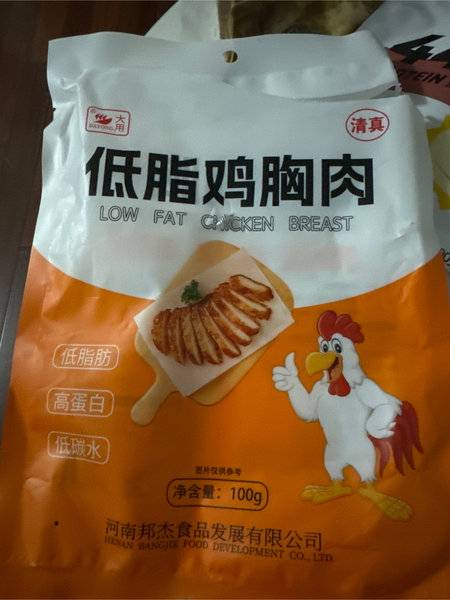 大用
DAYONG
清真
低脂鸡胸肉
LOW FAT CHICKEN BREAST
低脂肪
高蛋白
低碳水
图片仅供参考
净含量：100g
河南邦杰食品发展有限公司
HENAN BANGJIE FOOD DEVELOPMENT CO., LTD.